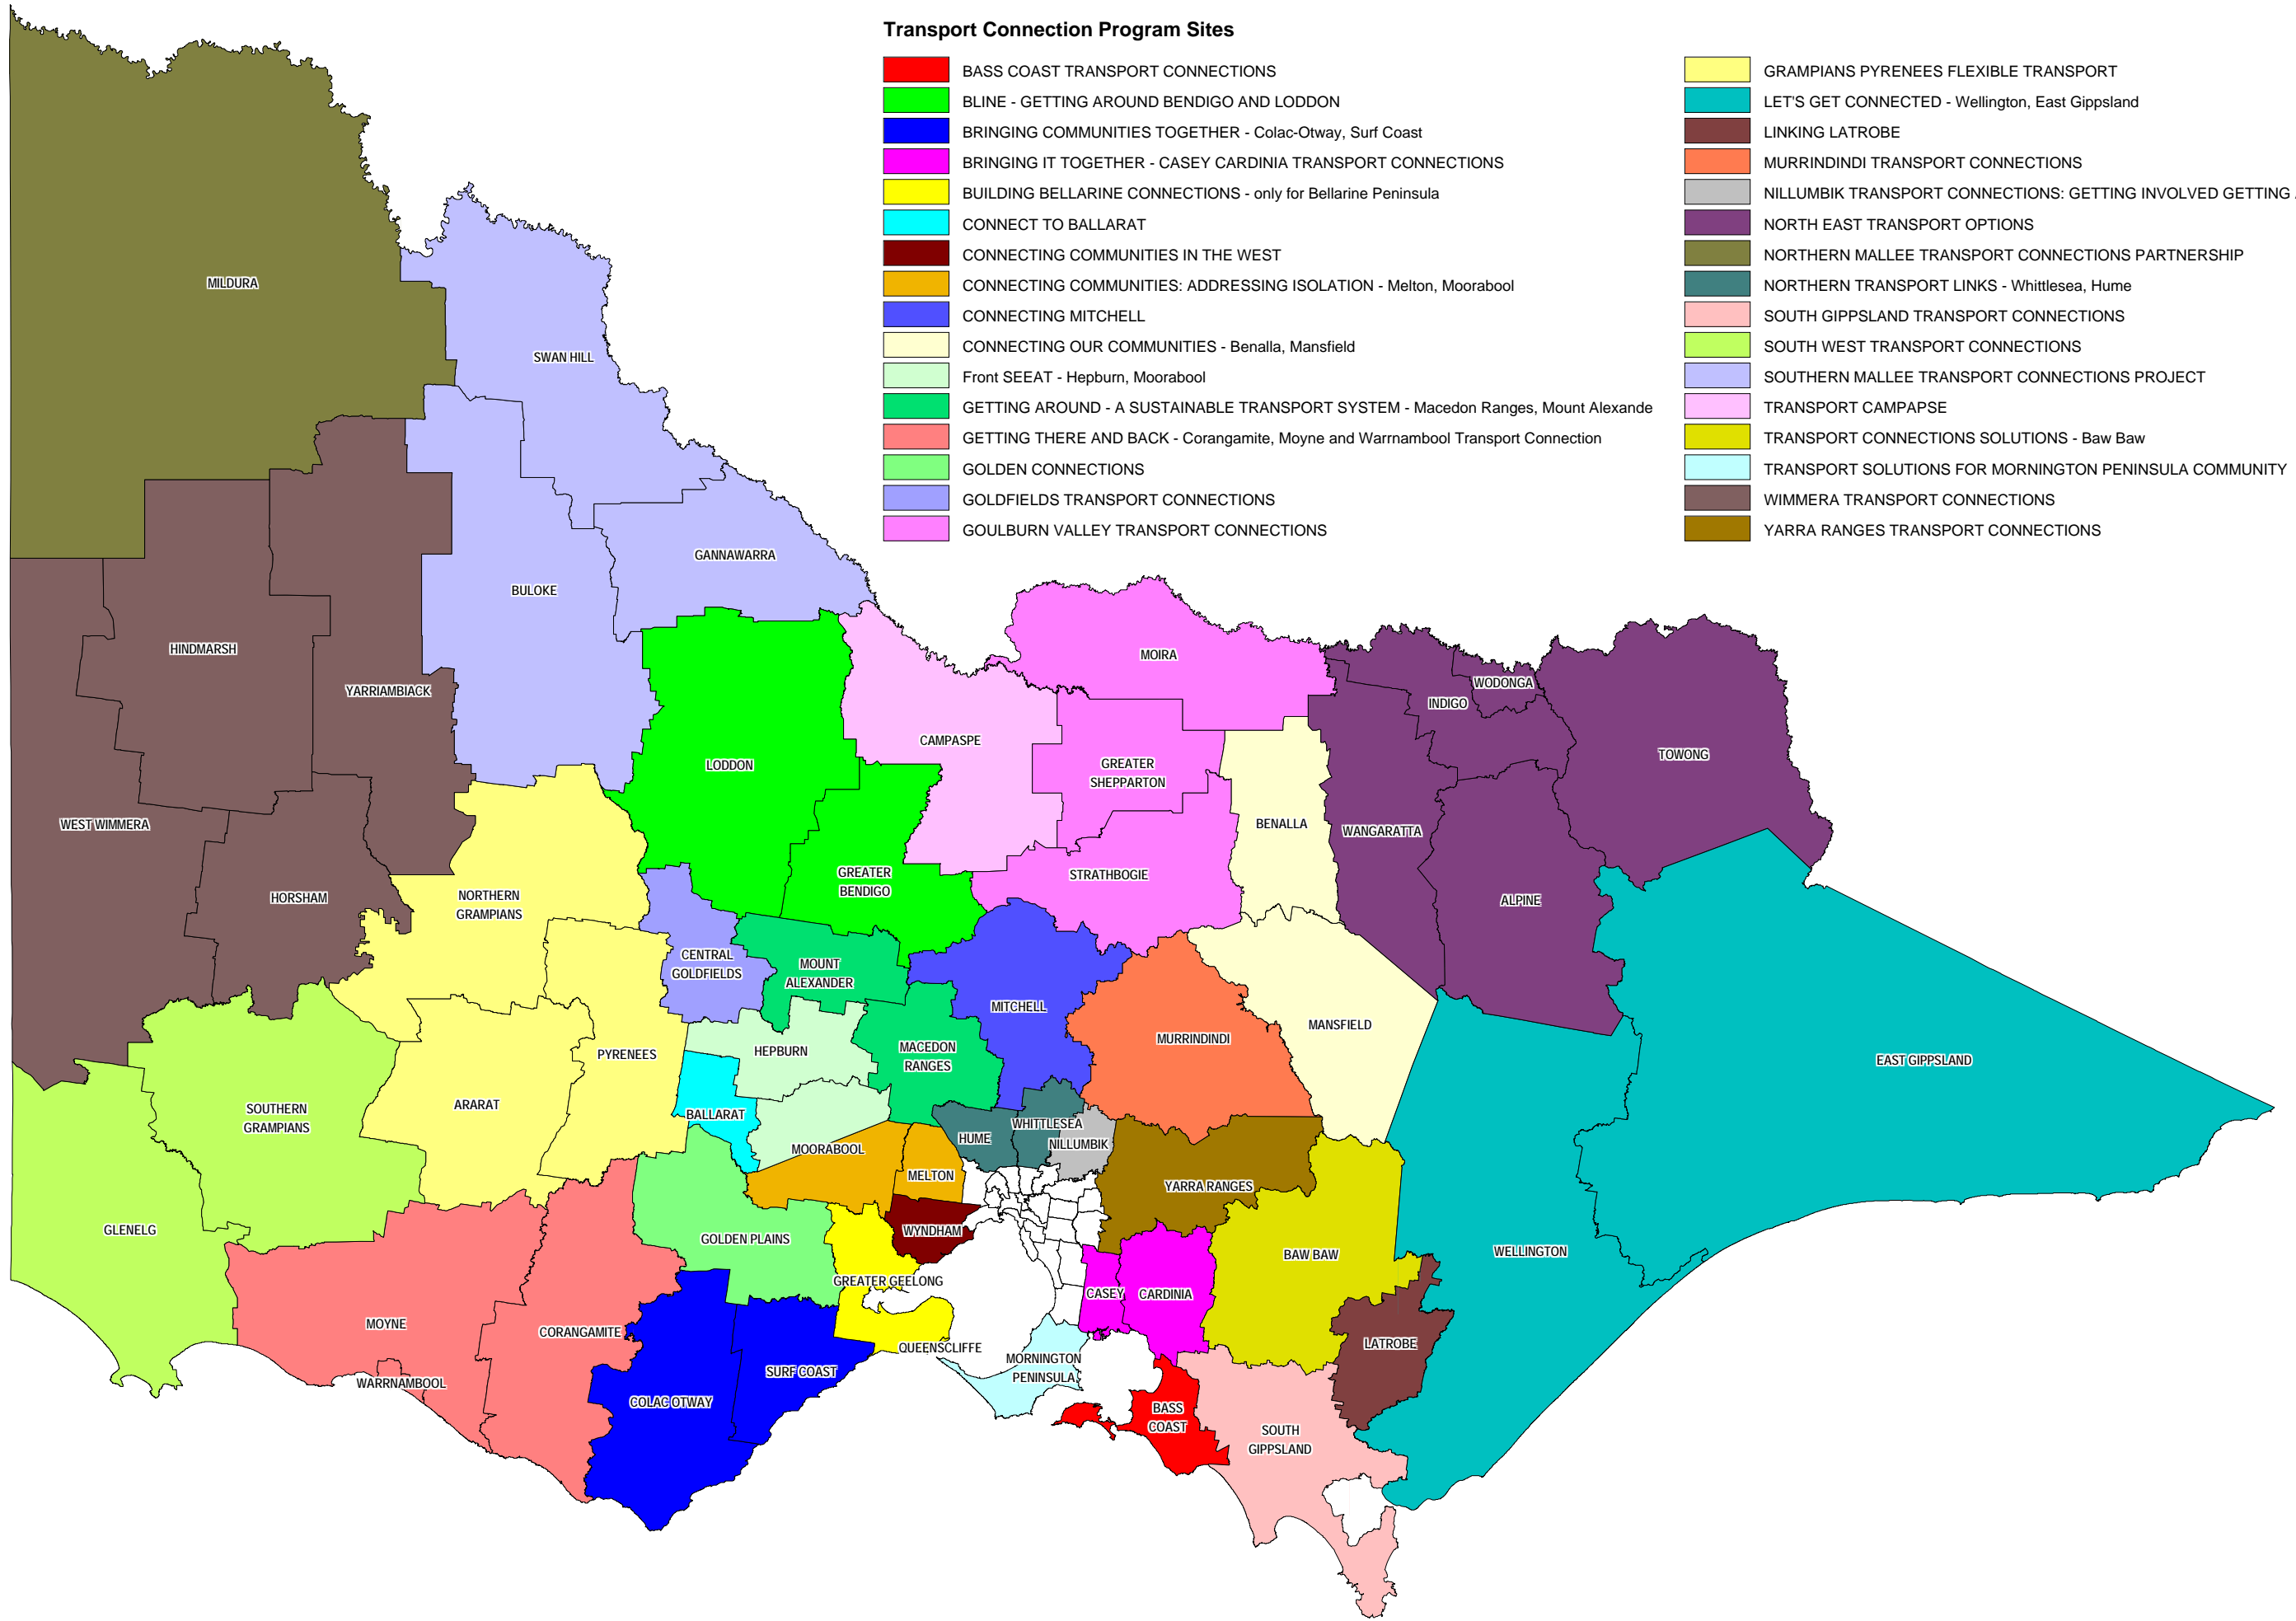 Transport Connection Program Sites
BASS COAST TRANSPORT CONNECTIONS
BLINE - GETTING AROUND BENDIGO AND LODDON
BRINGING COMMUNITIES TOGETHER - Colac-Otway, Surf Coast
BRINGING IT TOGETHER - CASEY CARDINIA TRANSPORT CONNECTIONS
BUILDING BELLARINE CONNECTIONS - only for Bellarine Peninsula
CONNECT TO BALLARAT
CONNECTING COMMUNITIES IN THE WEST
CONNECTING COMMUNITIES: ADDRESSING ISOLATION - Melton, Moorabool
CONNECTING MITCHELL
CONNECTING OUR COMMUNITIES - Benalla, Mansfield
Front SEEAT - Hepburn, Moorabool
GETTING AROUND - A SUSTAINABLE TRANSPORT SYSTEM - Macedon Ranges, Mount Alexande
GETTING THERE AND BACK - Corangamite, Moyne and Warrnambool Transport Connection
GOLDEN CONNECTIONS
GOLDFIELDS TRANSPORT CONNECTIONS
GOULBURN VALLEY TRANSPORT CONNECTIONS
GRAMPIANS PYRENEES FLEXIBLE TRANSPORT
LET'S GET CONNECTED - Wellington, East Gippsland
LINKING LATROBE
MURRINDINDI TRANSPORT CONNECTIONS
NILLUMBIK TRANSPORT CONNECTIONS: GETTING INVOLVED GETTING
NORTH EAST TRANSPORT OPTIONS
NORTHERN MALLEE TRANSPORT CONNECTIONS PARTNERSHIP
NORTHERN TRANSPORT LINKS - Whittlesea, Hume
SOUTH GIPPSLAND TRANSPORT CONNECTIONS
SOUTH WEST TRANSPORT CONNECTIONS
SOUTHERN MALLEE TRANSPORT CONNECTIONS PROJECT
TRANSPORT CAMPAPSE
TRANSPORT CONNECTIONS SOLUTIONS - Baw Baw
TRANSPORT SOLUTIONS FOR MORNINGTON PENINSULA COMMUNITY
WIMMERA TRANSPORT CONNECTIONS
YARRA RANGES TRANSPORT CONNECTIONS
MILDURA
SWAN HILL
GANNAWARRA
BULOKE
HINDMARSH
YARRIAMBIACK
MOIRA
WODONGA
INDIGO
TOWONG
CAMPASPE
LODDON
GREATER
SHEPPARTON
WEST WIMMERA
BENALLA
WANGARATTA
GREATER
BENDIGO
STRATHBOGIE
HORSHAM
NORTHERN
GRAMPIANS
ALPINE
CENTRAL
GOLDFIELDS
MOUNT
ALEXANDER
MITCHELL
MANSFIELD
MURRINDINDI
MACEDON
RANGES
HEPBURN
PYRENEES
EAST GIPPSLAND
ARARAT
SOUTHERN
GRAMPIANS
BALLARAT
MOORABOOL
WHITTLESEA
HUME
NILLUMBIK
MELTON
YARRA RANGES
GLENELG
WYNDHAM
GOLDEN PLAINS
BAW BAW
WELLINGTON
GREATER GEELONG
CASEY
CARDINIA
MOYNE
CORANGAMITE
QUEENSCLIFFE
LATROBE
MORNINGTON
PENINSULA
SURF COAST
WARRNAMBOOL
COLAC OTWAY
BASS
COAST
SOUTH
GIPPSLAND